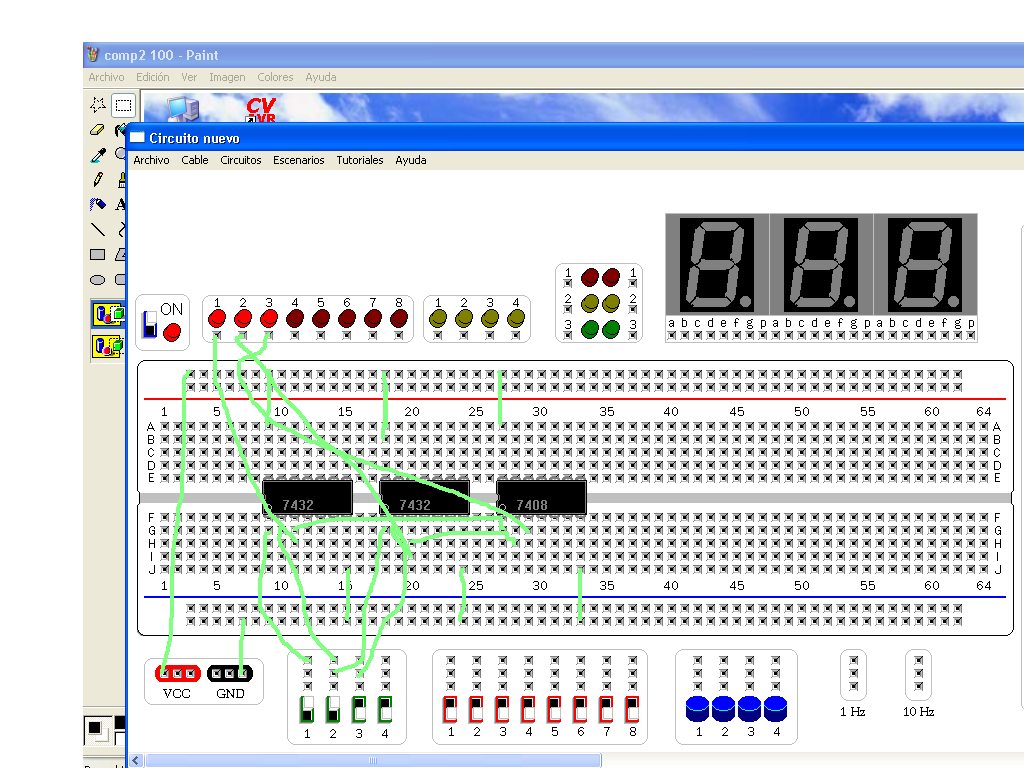 comp2 100 - Paint
Archivo Edición Ver Imagen Colores Ayuda
CV
VR
Circuito nuevo
Archivo Cable Circuitos Escenarios Tutoriales Ayuda
ON
1 2 3 4 5 6 7 8
1 2 3 4
1 1
2 2
3 3
a b c d e f g p a b c d e f g p a b c d e f g p
1 5 10 15 20 25 30 35 40 45 50 55 60 64
A A
B B
C C
D D
E E
7432 7432 7408
F F
G G
H H
I I
J J
1 5 10 15 20 25 30 35 40 45 50 55 60 64
VCC GND
1 2 3 4
1 2 3 4 5 6 7 8
1 2 3 4
1 Hz 10 Hz